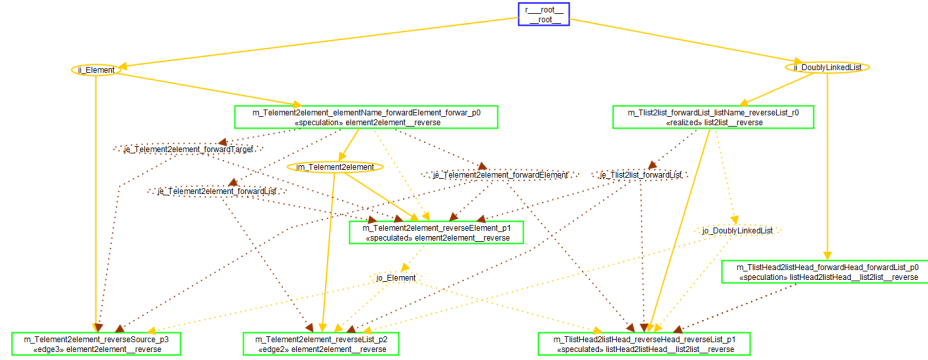 r___root__
__root__
ii_Element
ii_DoublyLinkedList
m_Telement2element_elementName_forwardElement_forwar_p0
«speculation» element2element__reverse
m_Tlist2list_forwardList_listName_reverseList_r0
«realized» list2list__reverse
je_Telement2element_forwardTarget
im_Telement2element
je_Telement2element_forwardElement
je_Tlist2list_forwardList
je_Telement2element_forwardList
m_Telement2element_reverseElement_p1
«speculated» element2element__reverse
jo_DoublyLinkedList
jo_Element
m_TlistHead2listHead_forwardHead_forwardList_p0
«speculation» listHead2listHead__list2list__reverse
m_Telement2element_reverseSource_p3
«edge3» element2element__reverse
m_Telement2element_reverseList_p2
«edge2» element2element__reverse
m_TlistHead2listHead_reverseHead_reverseList_p1
«speculated» listHead2listHead__list2list__reverse